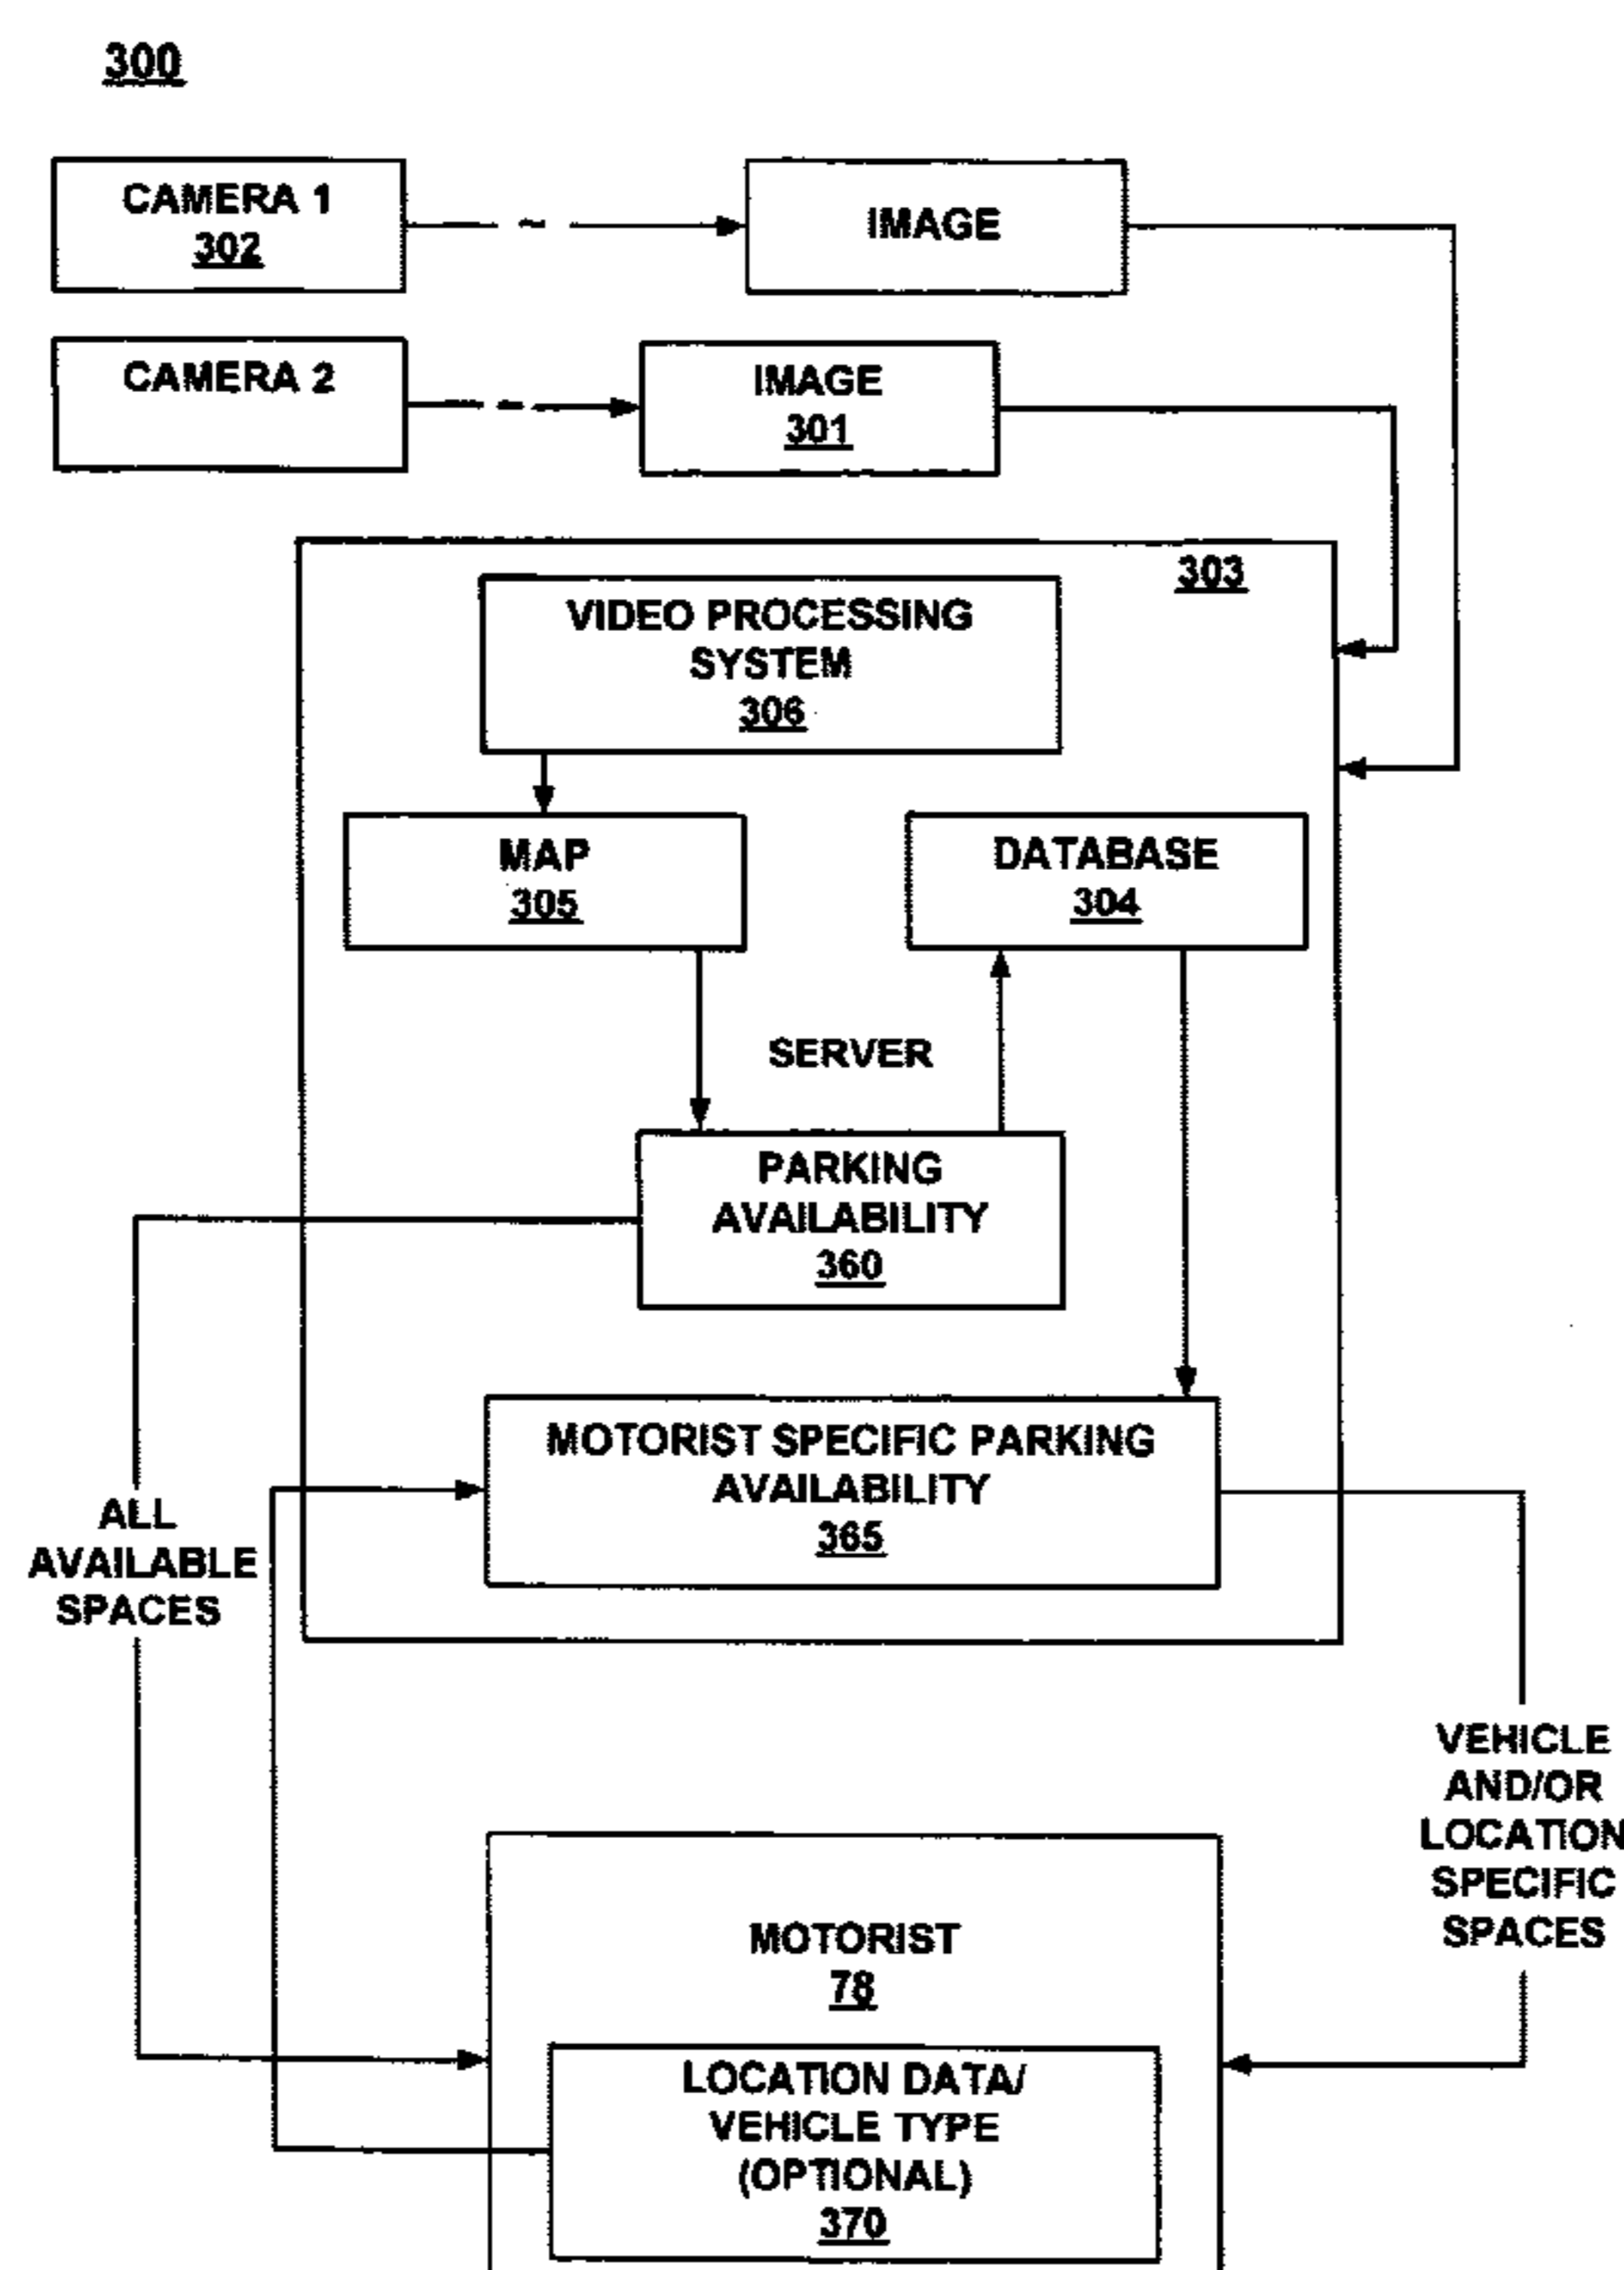 300
CAMERA 1
302
IMAGE
CAMERA 2
IMAGE
301
303
VIDEO PROCESSING
SYSTEM
306
MAP
305
DATABASE
304
SERVER
PARKING
AVAILABILITY
360
MOTORIST SPECIFIC PARKING
AVAILABILITY
365
ALL
AVAILABLE
SPACES
VEHICLE
AND/OR
LOCATION
SPECIFIC
SPACES
MOTORIST
78
LOCATION DATA/
VEHICLE TYPE
(OPTIONAL)
370